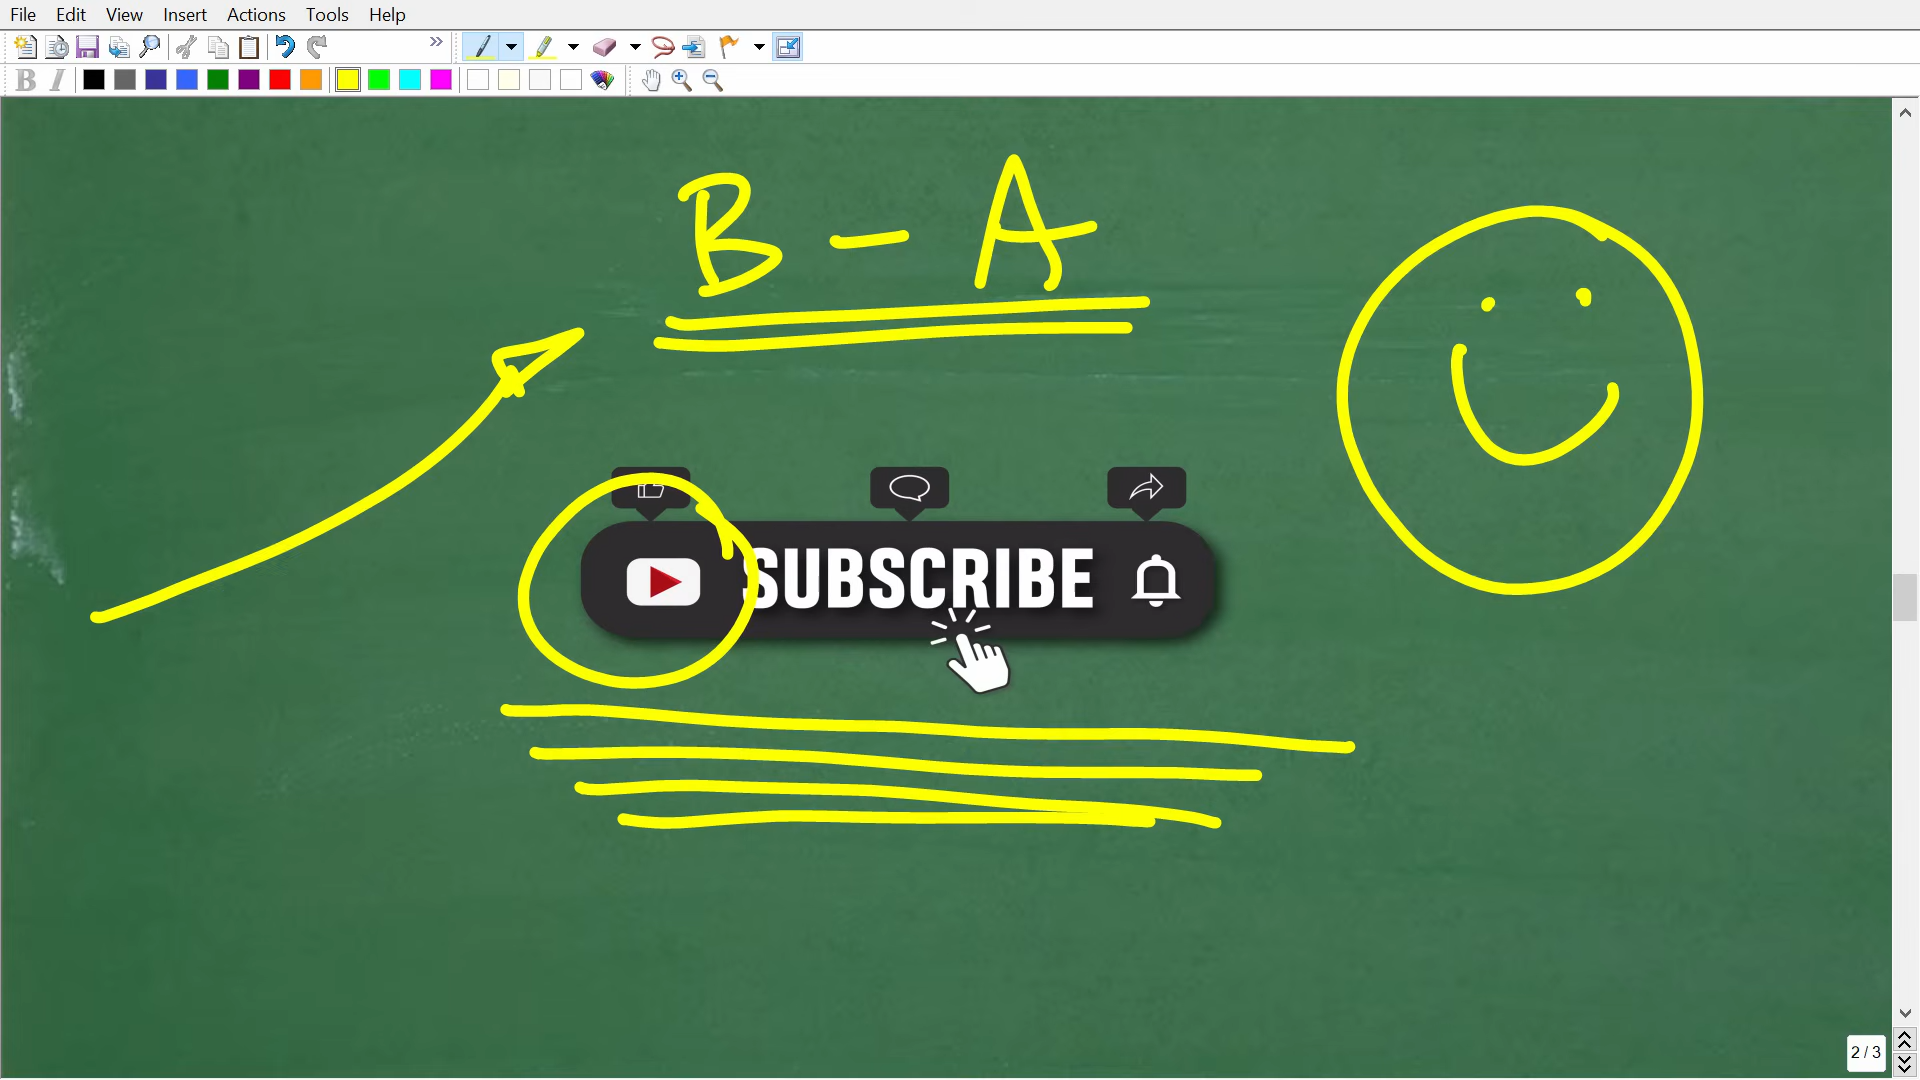 File Edit View Insert Actions Tools Help
B I
B - A
SUBSCRIBE
2 / 3